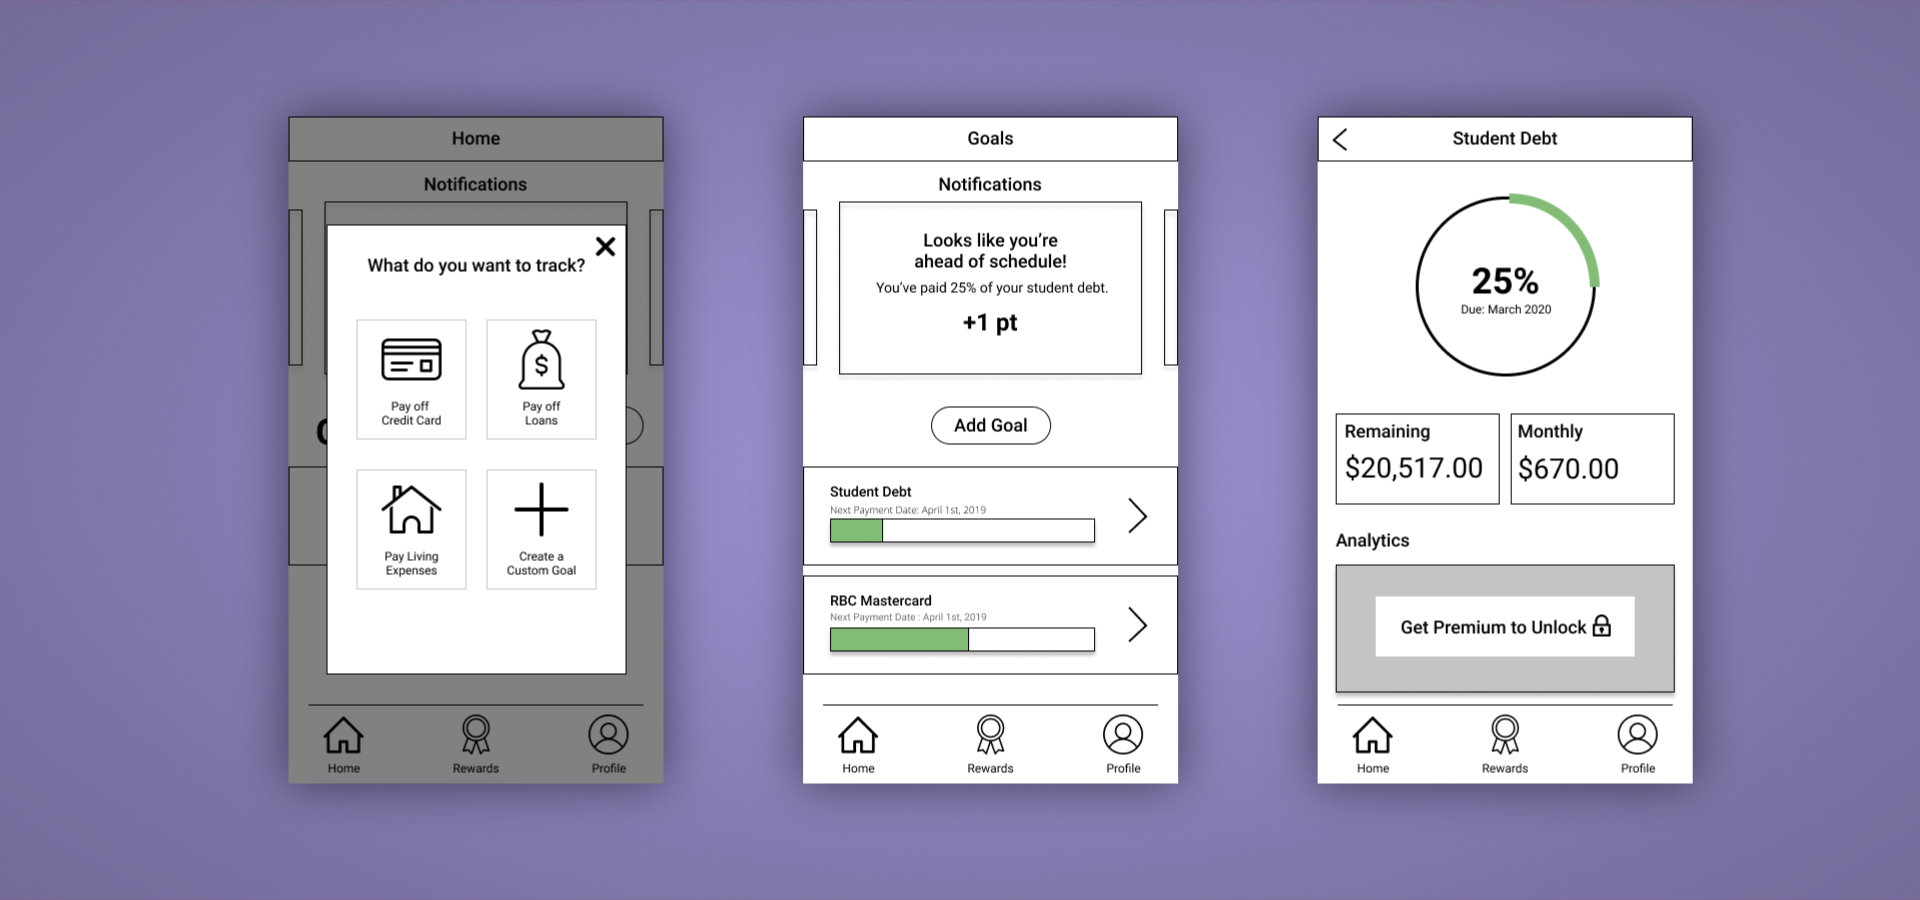 Home
Notifications
What do you want to track?
Pay off
Credit Card
Pay off
Loans
Pay Living
Expenses
Create a
Custom Goal
Home
Rewards
Profile
Goals
Notifications
Looks like you’re
ahead of schedule!
You’ve paid 25% of your student debt.
+1 pt
Add Goal
Student Debt
Next Payment Date: April 1st, 2019
RBC Mastercard
Next Payment Date : April 1st, 2019
Home
Rewards
Profile
Student Debt
25%
Due: March 2020
Remaining
$20,517.00
Monthly
$670.00
Analytics
Get Premium to Unlock
Home
Rewards
Profile